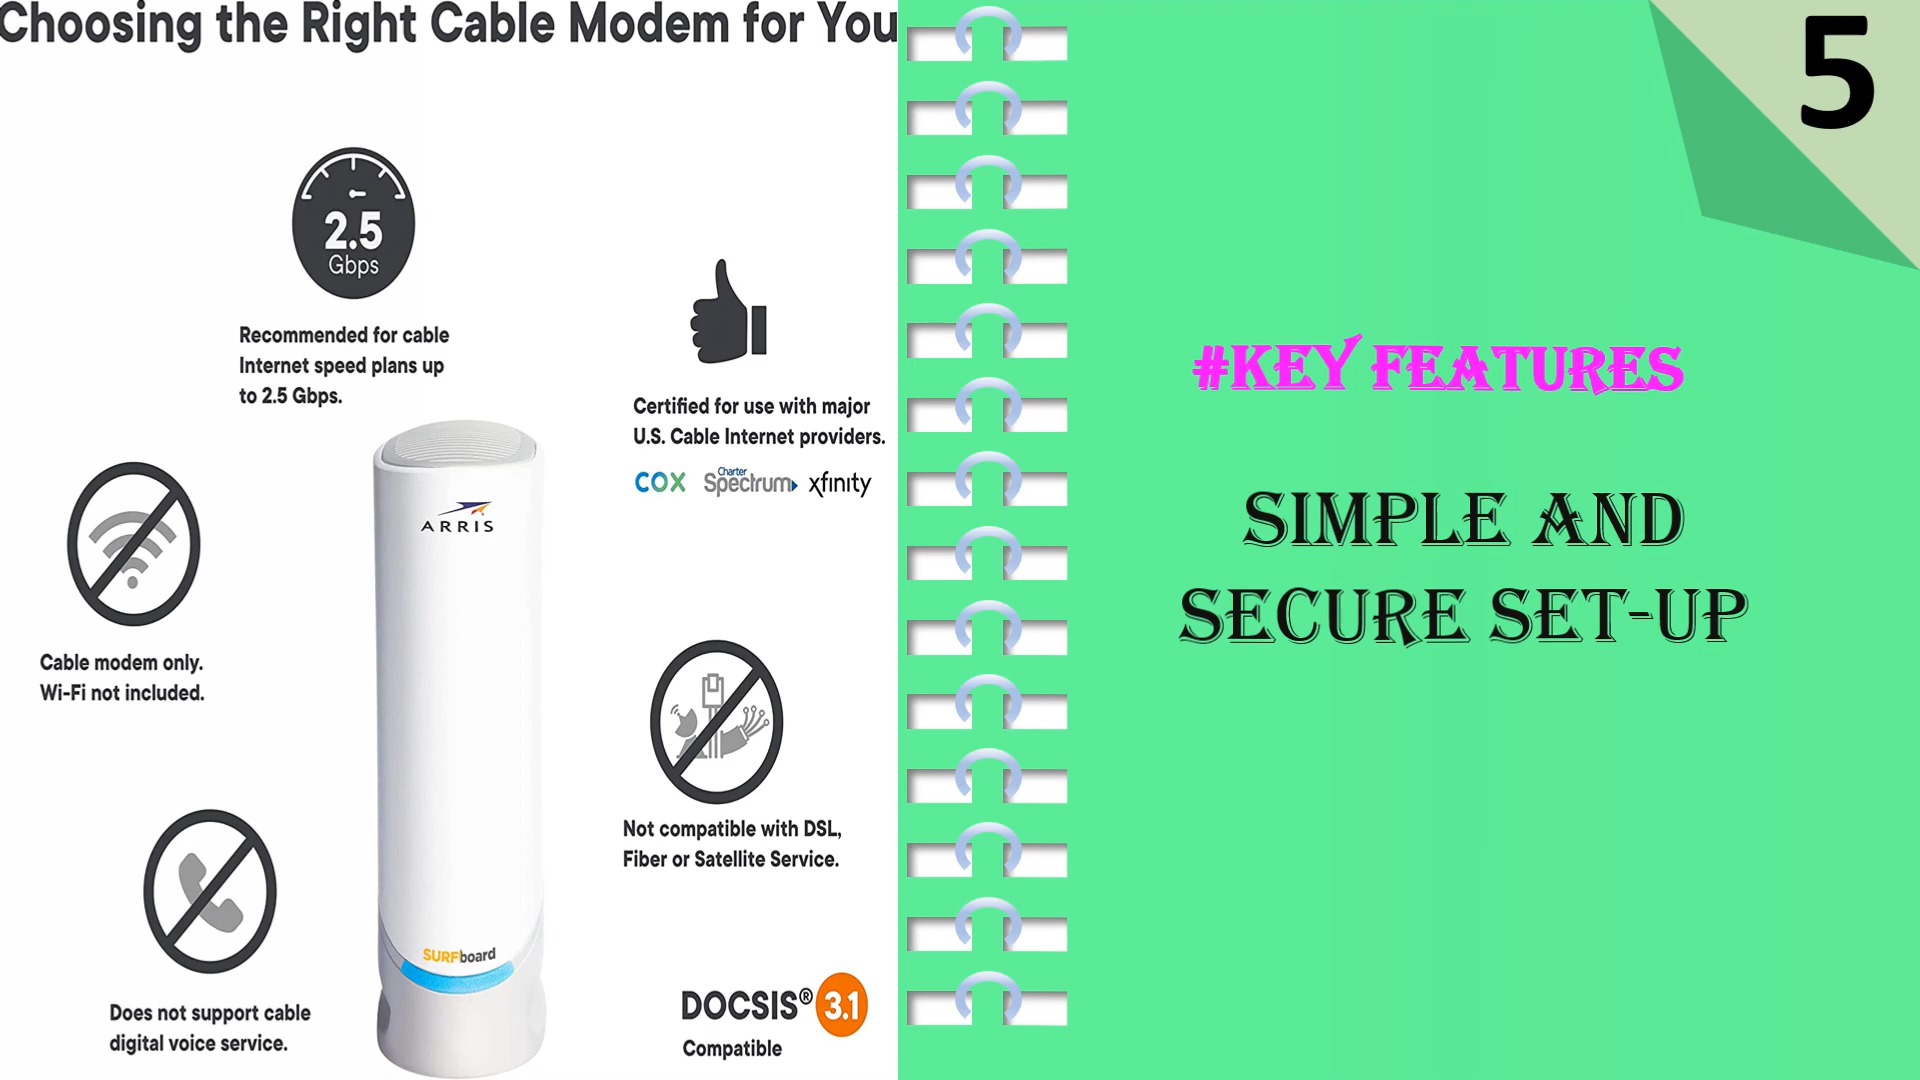 Choosing the Right Cable Modem for You
2.5
Gbps
Recommended for cable
Internet speed plans up
to 2.5 Gbps.
Certified for use with major
U.S. Cable Internet providers.
COX Charter Spectrum xfinity
ARRIS
Cable modem only.
Wi-Fi not included.
Not compatible with DSL,
Fiber or Satellite Service.
Does not support cable
digital voice service.
SURFboard
DOCSIS® 3.1
Compatible
5
#KEY FEATURES
SIMPLE AND
SECURE SET-UP